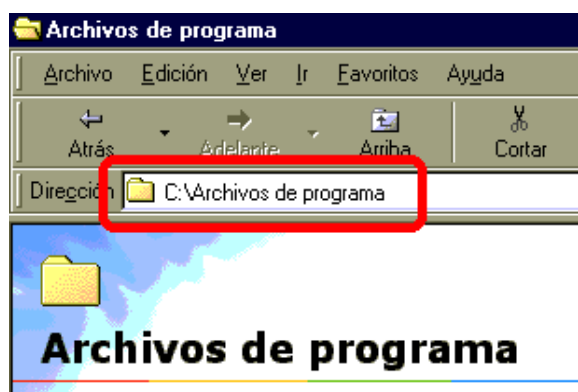 Archivos de programa
Archivo Edición Ver Ir Favoritos Ayuda
Atrás Adelante Arriba Cortar
Dirección C:\Archivos de programa
Archivos de programa